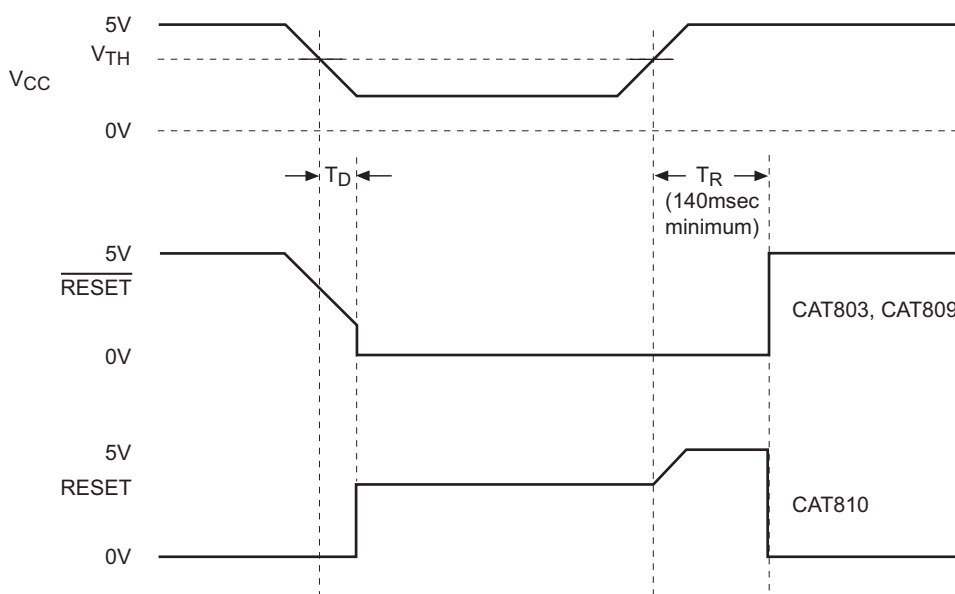 5V
VTH
VCC
0V
TD
TR
(140msec
minimum)
5V
RESET
CAT803, CAT809
0V
5V
RESET
CAT810
0V